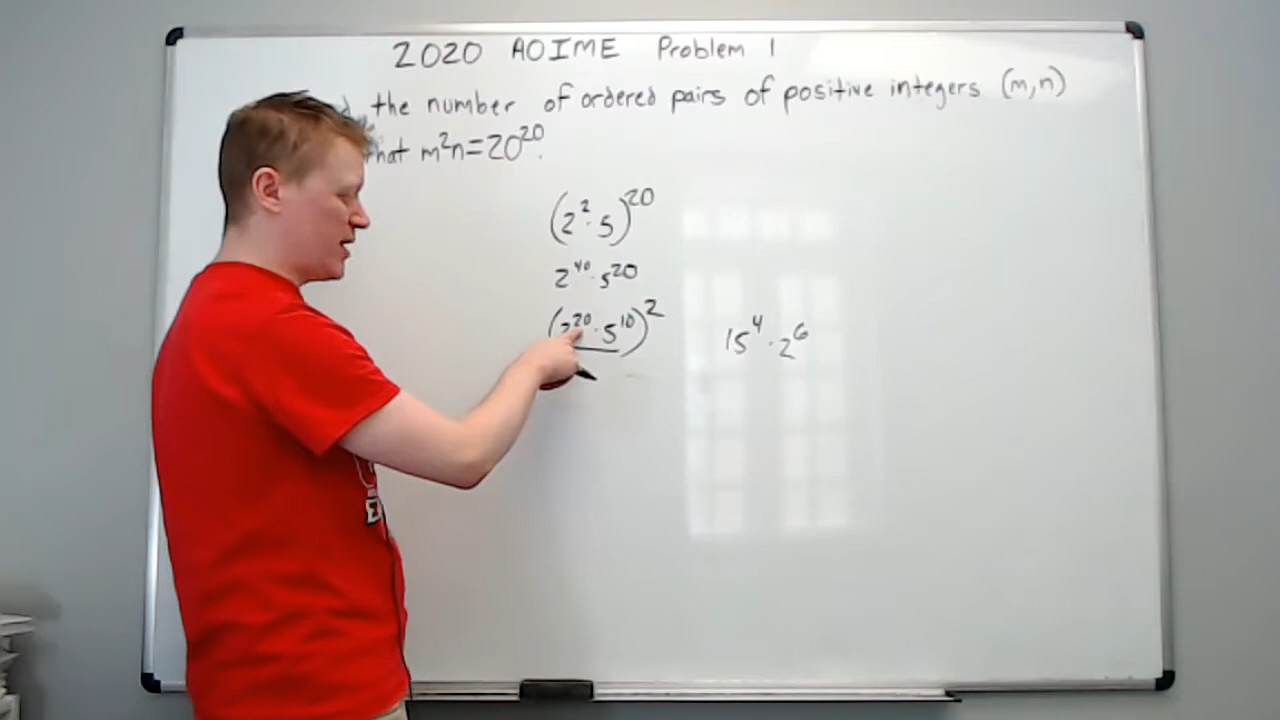 2020 AOIME Problem 1
the number of ordered pairs of positive integers (m,n)
that m²n=20²⁰.
(2²·5)²⁰
2⁴⁰·5²⁰
(2²⁰·5¹⁰)²
15⁴·2⁶